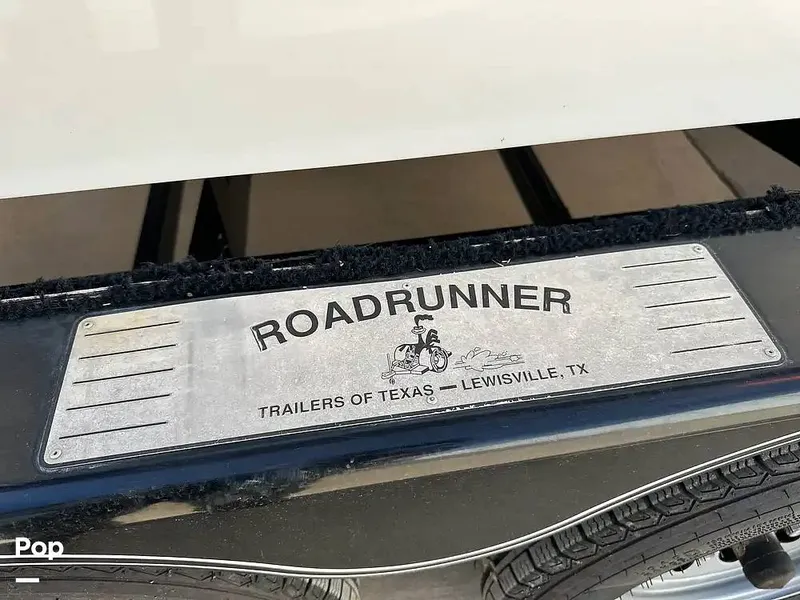 ROADRUNNER
TRAILERS OF TEXAS — LEWISVILLE, TX
Pop